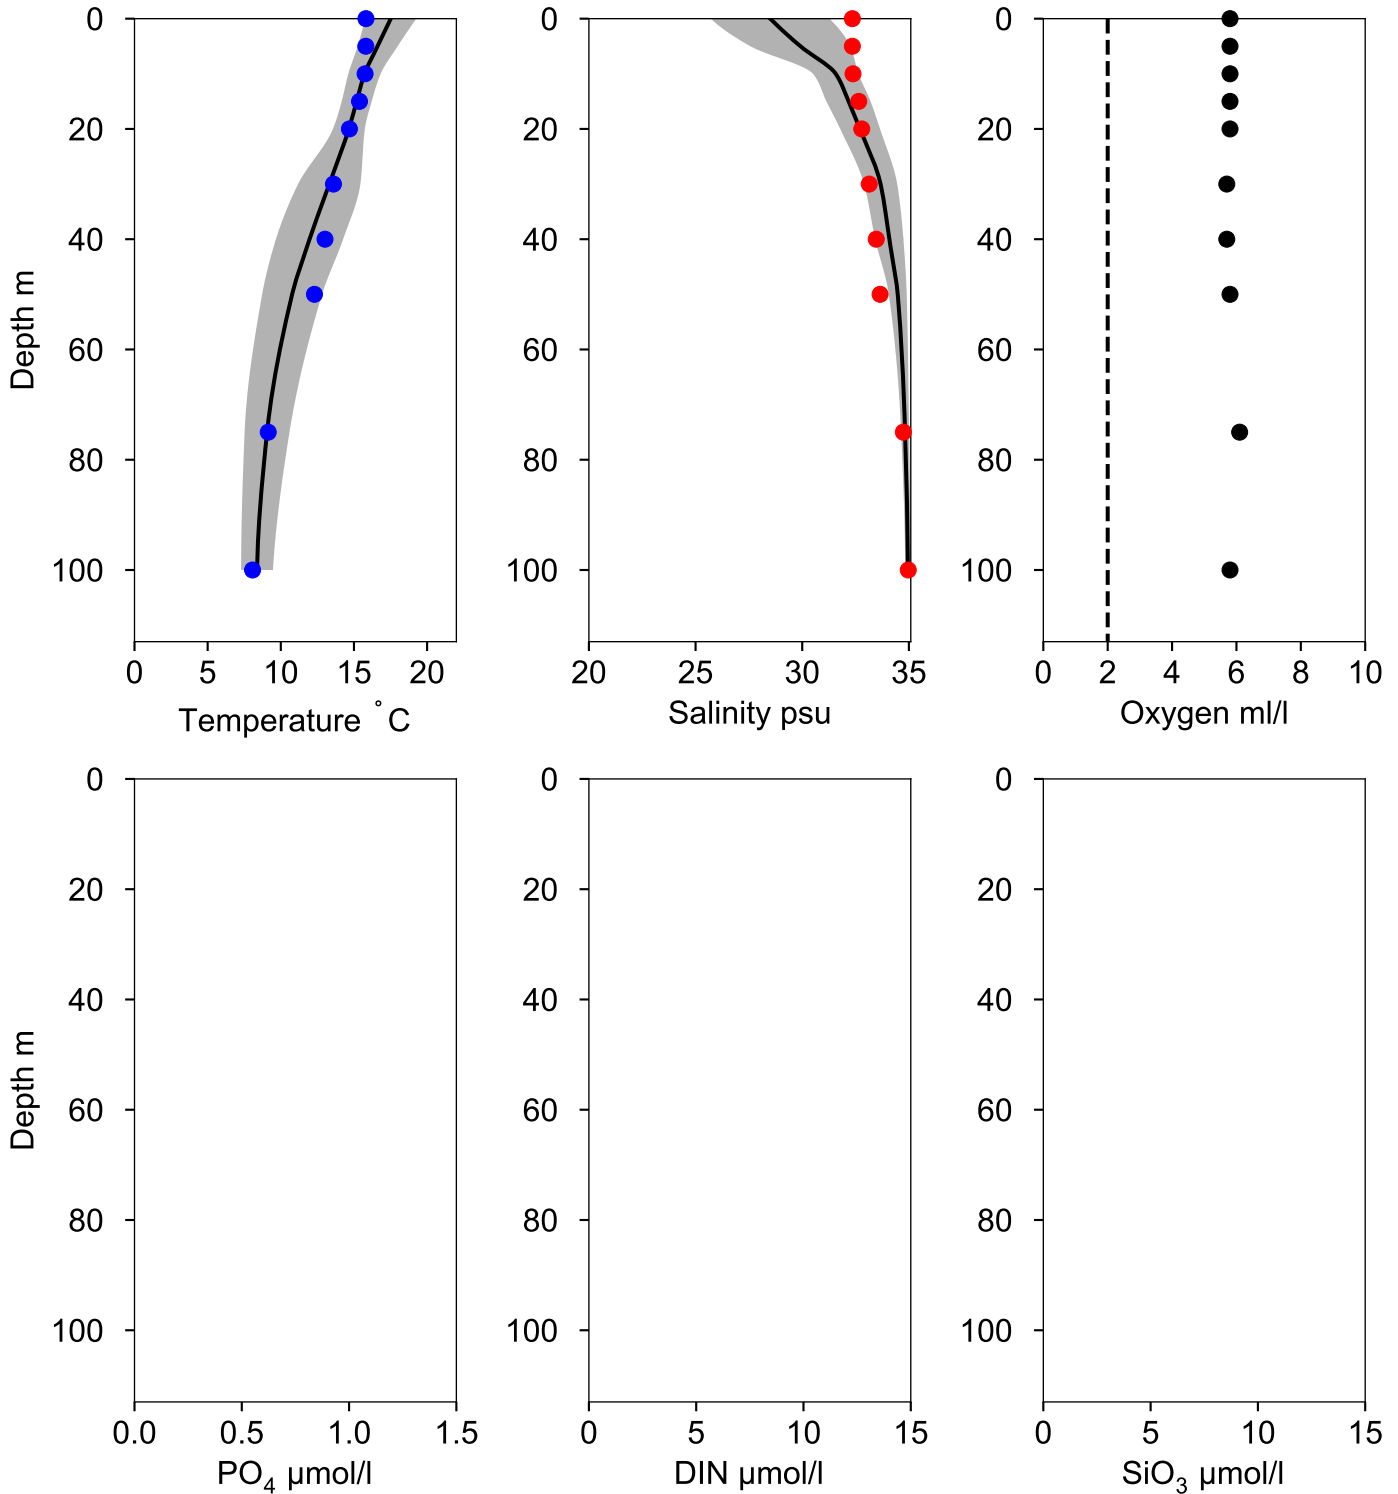 0
20
40
60
80
100
Depth m
0 5 10 15 20
Temperature ˚C
0
20
40
60
80
100
20 25 30 35
Salinity psu
0
20
40
60
80
100
0 2 4 6 8 10
Oxygen ml/l
0
20
40
60
80
100
Depth m
0.0 0.5 1.0 1.5
PO₄ µmol/l
0
20
40
60
80
100
0 5 10 15
DIN µmol/l
0
20
40
60
80
100
0 5 10 15
SiO₃ µmol/l